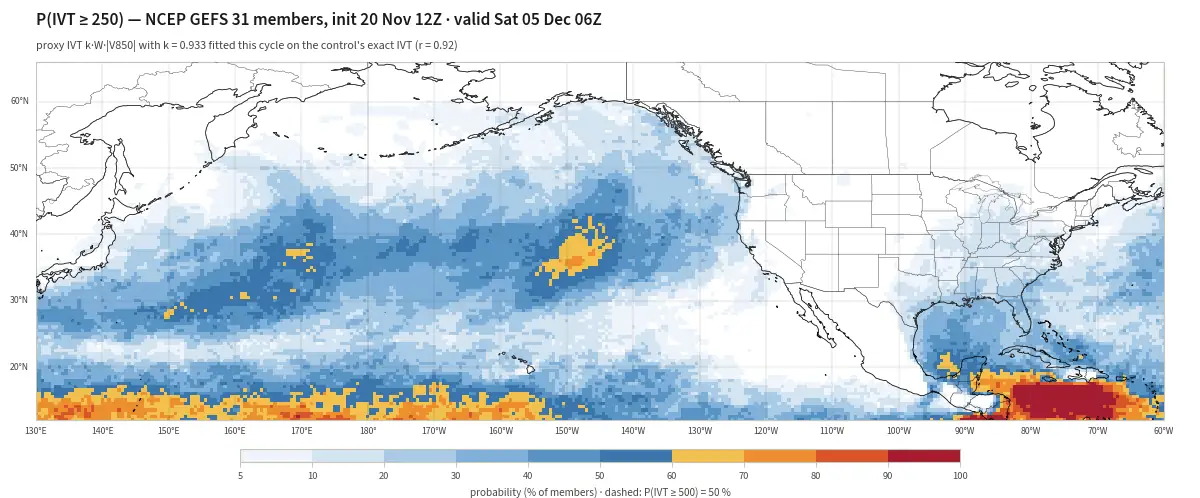 P(IVT ≥ 250) — NCEP GEFS 31 members, init 20 Nov 12Z · valid Sat 05 Dec 06Z
proxy IVT k·W·|V850| with k = 0.933 fitted this cycle on the control's exact IVT (r = 0.92)
60°N
50°N
40°N
30°N
20°N
130°E 140°E 150°E 160°E 170°E 180° 170°W 160°W 150°W 140°W 130°W 120°W 110°W 100°W 90°W 80°W 70°W 60°W
5 10 20 30 40 50 60 70 80 90 100
probability (% of members) · dashed: P(IVT ≥ 500) = 50 %